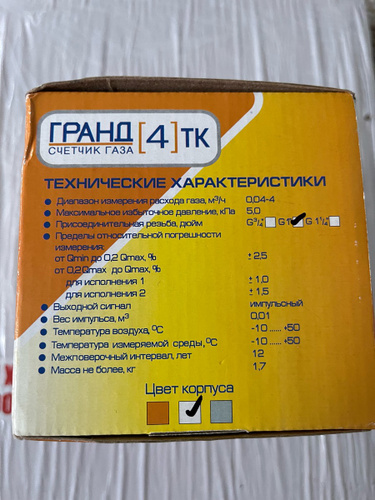 ГРАНД [4] ТК
СЧЕТЧИК ГАЗА
ТЕХНИЧЕСКИЕ ХАРАКТЕРИСТИКИ
Диапазон измерения расхода газа, м³/ч 0,04-4
Максимальное избыточное давление, кПа 5,0
Присоединительная резьба, дюйм G³/₄ G1 G 1¹/₄
Пределы относительной погрешности
измерения:
от Qmin до 0,2 Qmax, % ± 2,5
от 0,2 Qmax до Qmax, %
для исполнения 1 ± 1,0
для исполнения 2 ± 1,5
Выходной сигнал импульсный
Вес импульса, м³ 0,01
Температура воздуха, °С -10 ...... +50
Температура измеряемой среды, °С -10 ...... +50
Межповерочный интервал, лет 12
Масса не более, кг 1,7
Цвет корпуса